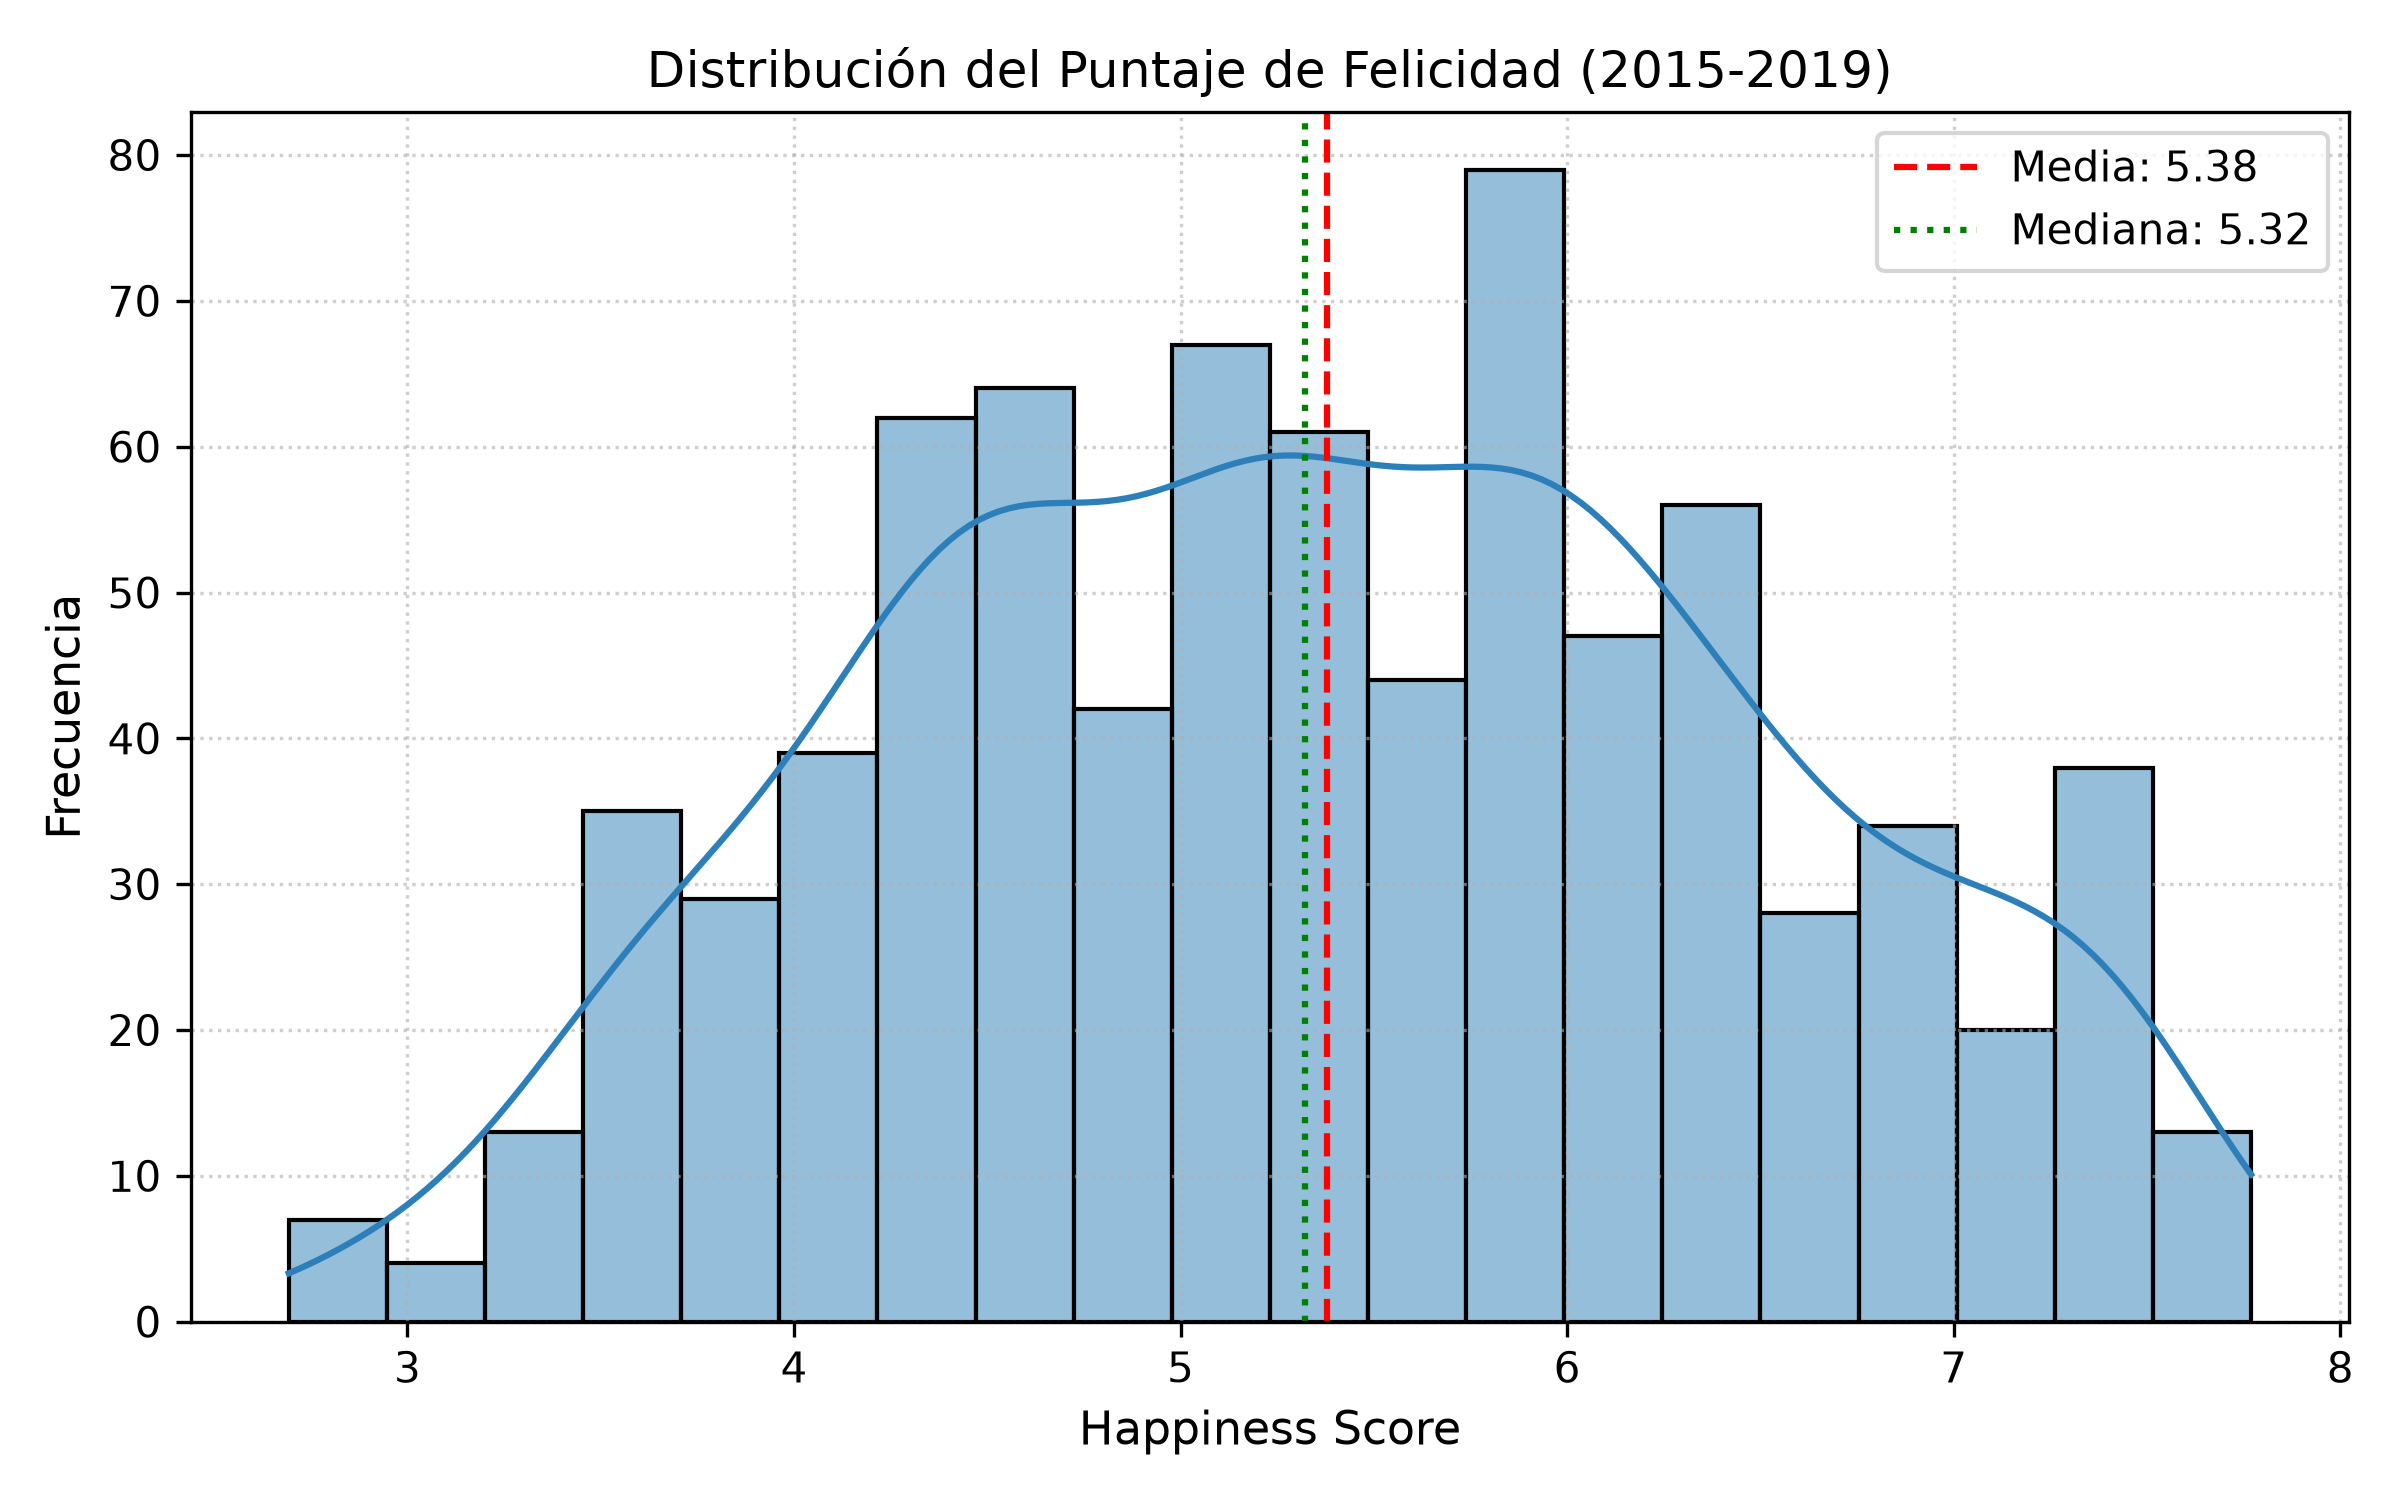 Distribución del Puntaje de Felicidad (2015-2019)
Media: 5.38
Mediana: 5.32
80
70
60
50
40
30
20
10
0
Frecuencia
3 4 5 6 7 8
Happiness Score